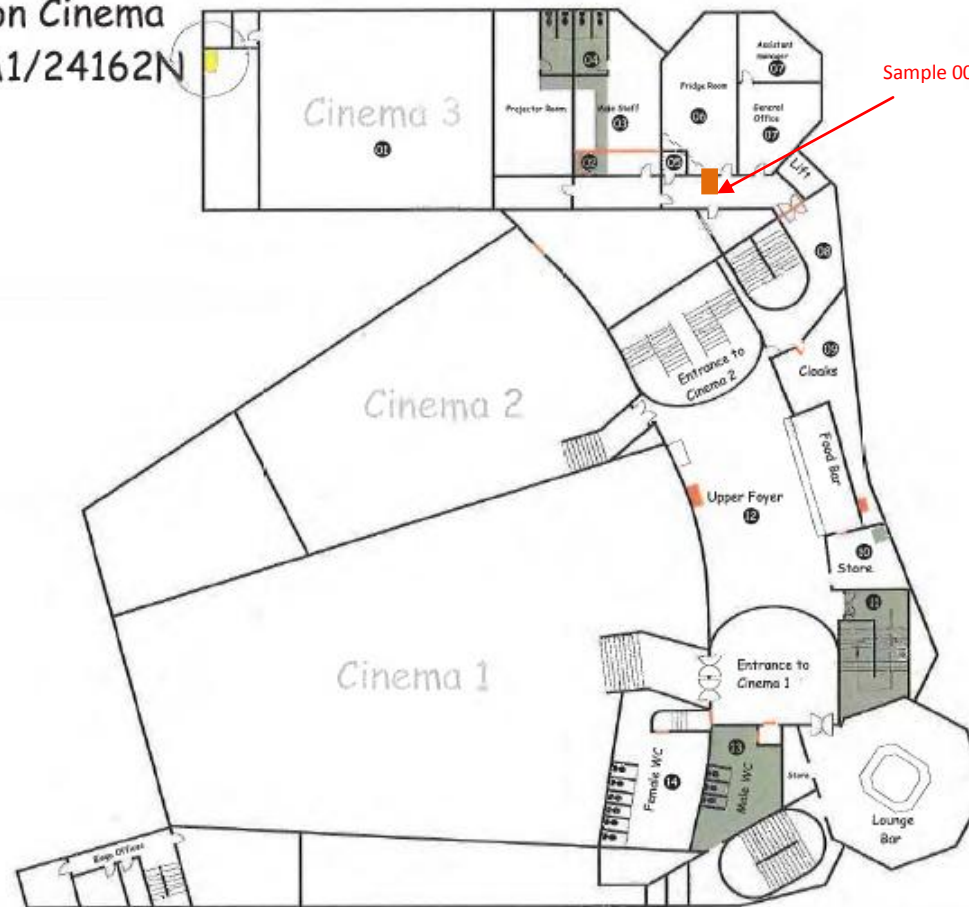 on Cinema
A1/24162N
Sample 00
Assistant
manager
07
Fridge Room
06
General
Office
07
04
Projector Room
Male Staff
03
Cinema 3
01
02
05
Lift
08
09
Cloaks
Entrance to
Cinema 2
Cinema 2
Food Bar
Upper Foyer
12
10
Store
11
Entrance to
Cinema 1
Cinema 1
13
Male WC
14
Female WC
Store
Lounge
Bar
Offices